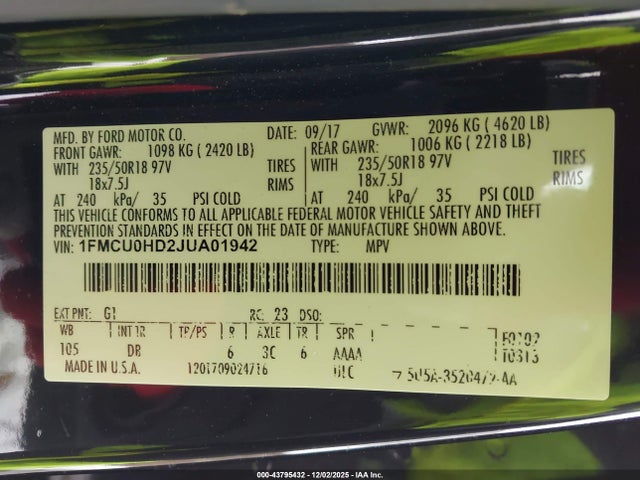 MFD. BY FORD MOTOR CO. DATE: 09/17 GVWR: 2096 KG ( 4620 LB)
FRONT GAWR: 1098 KG ( 2420 LB) REAR GAWR: 1006 KG ( 2218 LB)
WITH 235/50R18 97V TIRES WITH 235/50R18 97V TIRES
18x7.5J RIMS 18x7.5J RIMS
AT 240 kPa/ 35 PSI COLD AT 240 kPa/ 35 PSI COLD
THIS VEHICLE CONFORMS TO ALL APPLICABLE FEDERAL MOTOR VEHICLE SAFETY AND THEFT
PREVENTION STANDARDS IN EFFECT ON THE DATE OF MANUFACTURE SHOWN ABOVE.
VIN: 1FMCU0HD2JUA01942 TYPE: MPV
EXT PNT: G1 RC: 23 DSO:
WB INT TR TP/PS R AXLE TR SPR
105 DR 6 3C 6 AAAA
MADE IN U.S.A. 1201709024716 UTC
000-43795432 - 12/02/2025 - IAA Inc.